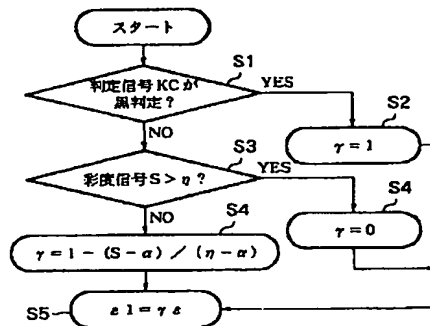 スタート
S1
判定信号KCが
黒判定？
YES
NO
S2
γ＝1
S3
彩度信号S＞η？
YES
NO
S4
γ＝0
S4
γ＝1－(S－α)／(η－α)
S5
ε1＝γε